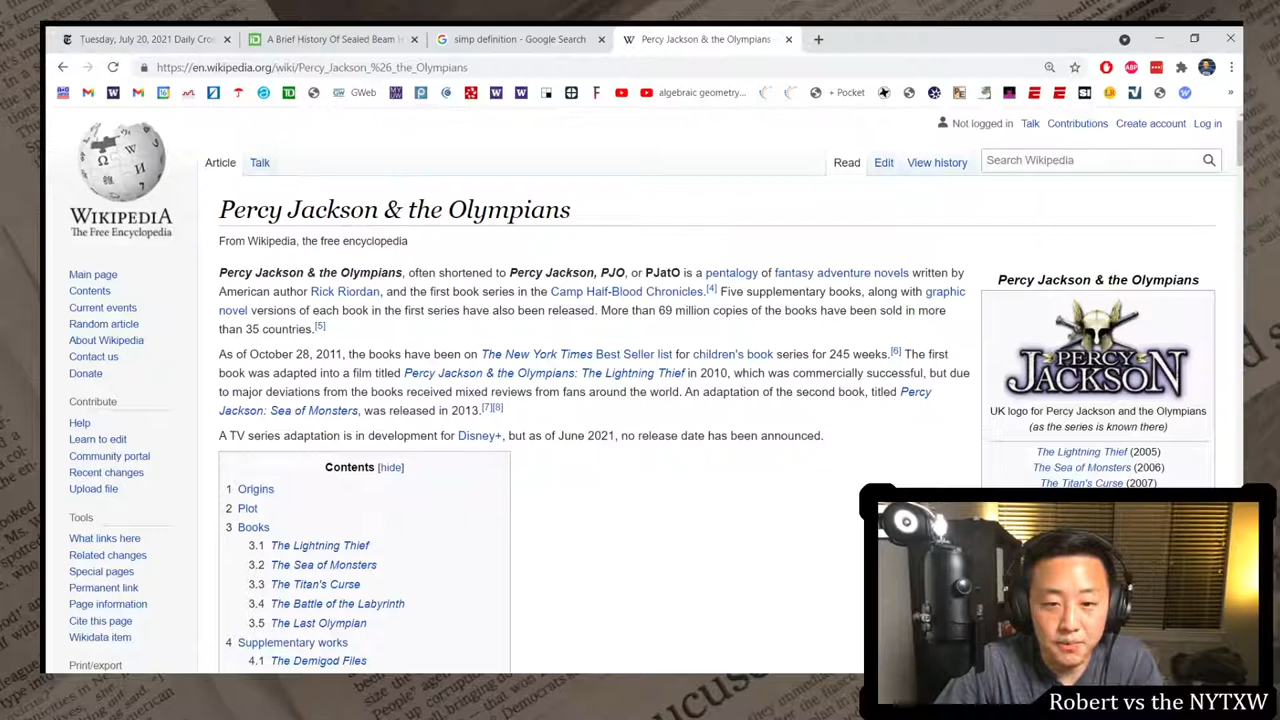 Tuesday, July 20, 2021 Daily Cro
A Brief History Of Sealed Beam
simp definition - Google Search
Percy Jackson & the Olympians
https://en.wikipedia.org/wiki/Percy_Jackson_%26_the_Olympians
GWeb
algebraic geometry...
+ Pocket
Not logged in Talk Contributions Create account Log in
Article Talk
Read Edit View history
Search Wikipedia
WIKIPEDIA
The Free Encyclopedia
Main page
Contents
Current events
Random article
About Wikipedia
Contact us
Donate
Contribute
Help
Learn to edit
Community portal
Recent changes
Upload file
Tools
What links here
Related changes
Special pages
Permanent link
Page information
Cite this page
Wikidata item
Print/export
Percy Jackson & the Olympians
From Wikipedia, the free encyclopedia
Percy Jackson & the Olympians, often shortened to Percy Jackson, PJO, or PJatO is a pentalogy of fantasy adventure novels written by
American author Rick Riordan, and the first book series in the Camp Half-Blood Chronicles.[4] Five supplementary books, along with graphic
novel versions of each book in the first series have also been released. More than 69 million copies of the books have been sold in more
than 35 countries.[5]
As of October 28, 2011, the books have been on The New York Times Best Seller list for children's book series for 245 weeks.[6] The first
book was adapted into a film titled Percy Jackson & the Olympians: The Lightning Thief in 2010, which was commercially successful, but due
to major deviations from the books received mixed reviews from fans around the world. An adaptation of the second book, titled Percy
Jackson: Sea of Monsters, was released in 2013.[7][8]
A TV series adaptation is in development for Disney+, but as of June 2021, no release date has been announced.
Contents [hide]
1 Origins
2 Plot
3 Books
3.1 The Lightning Thief
3.2 The Sea of Monsters
3.3 The Titan's Curse
3.4 The Battle of the Labyrinth
3.5 The Last Olympian
4 Supplementary works
4.1 The Demigod Files
Percy Jackson & the Olympians
PERCY
JACKSON
UK logo for Percy Jackson and the Olympians
(as the series is known there)
The Lightning Thief (2005)
The Sea of Monsters (2006)
The Titan's Curse (2007)
Robert vs the NYTXW